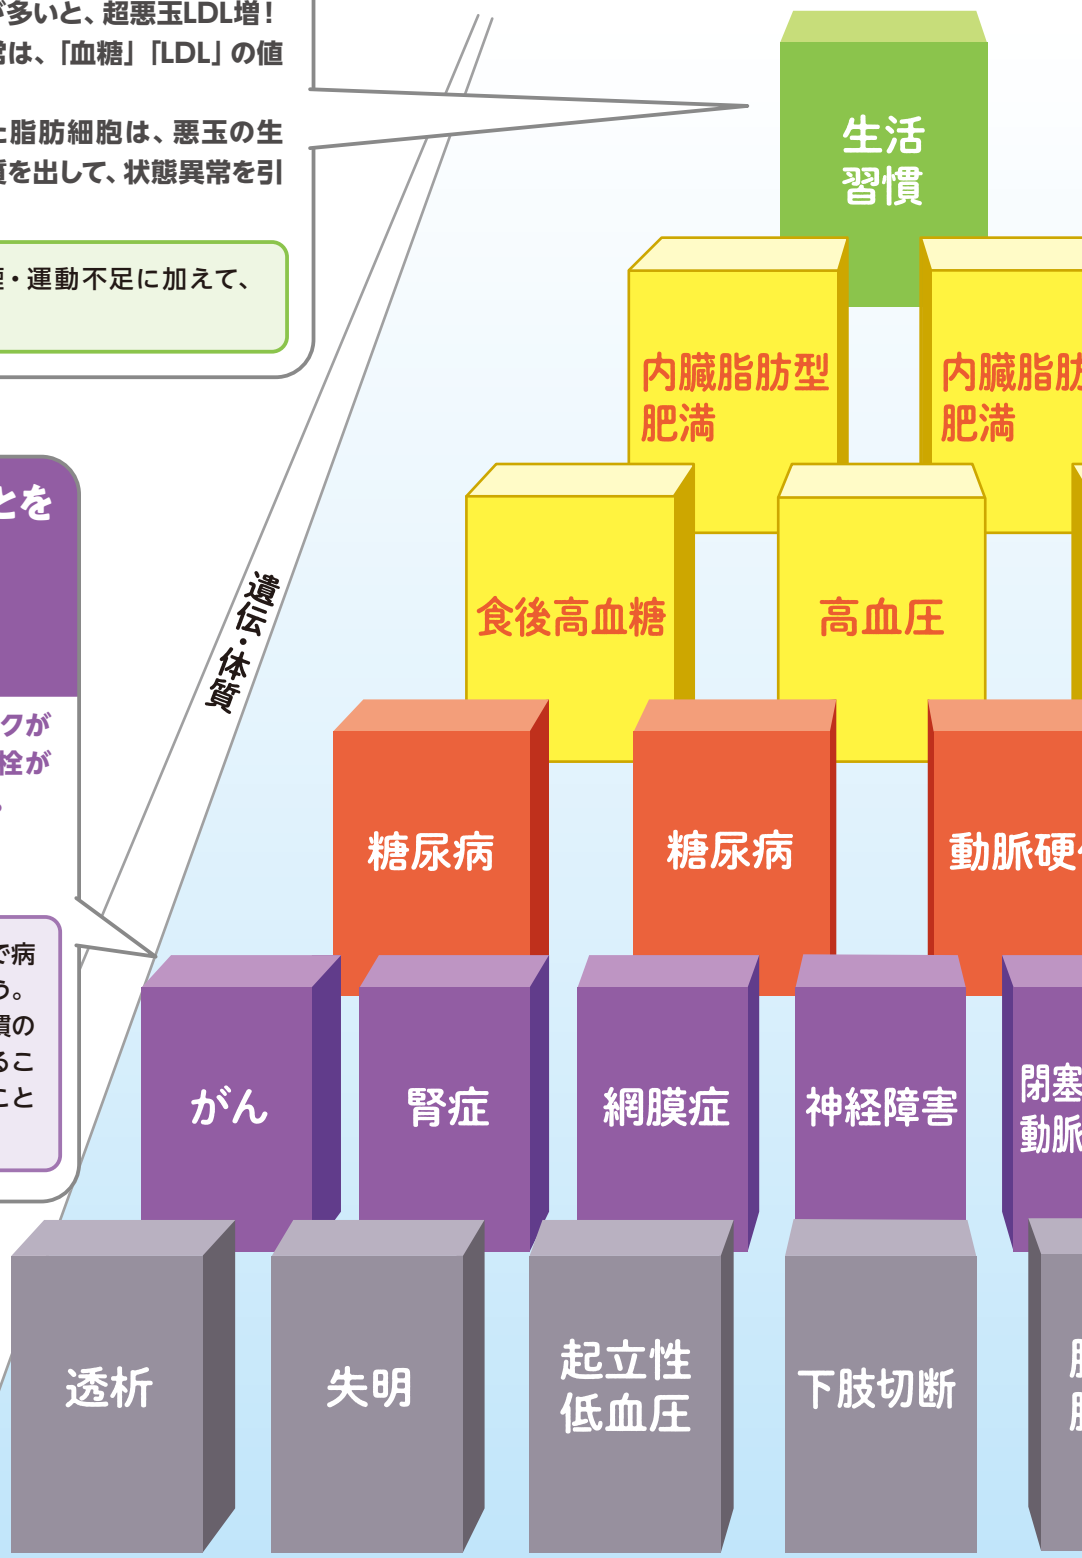 が多いと、超悪玉LDL増！
常は、「血糖」「LDL」の値
た脂肪細胞は、悪玉の生
質を出して、状態異常を引
・運動不足に加えて、
とを
クが
栓が
。
で病
う。
慣の
るこ
こと
遺伝・体質
生活
習慣
内臓脂肪型
肥満
内臓脂肪
肥満
食後高血糖
高血圧
糖尿病
糖尿病
動脈硬
がん
腎症
網膜症
神経障害
閉塞
動脈
透析
失明
起立性
低血圧
下肢切断